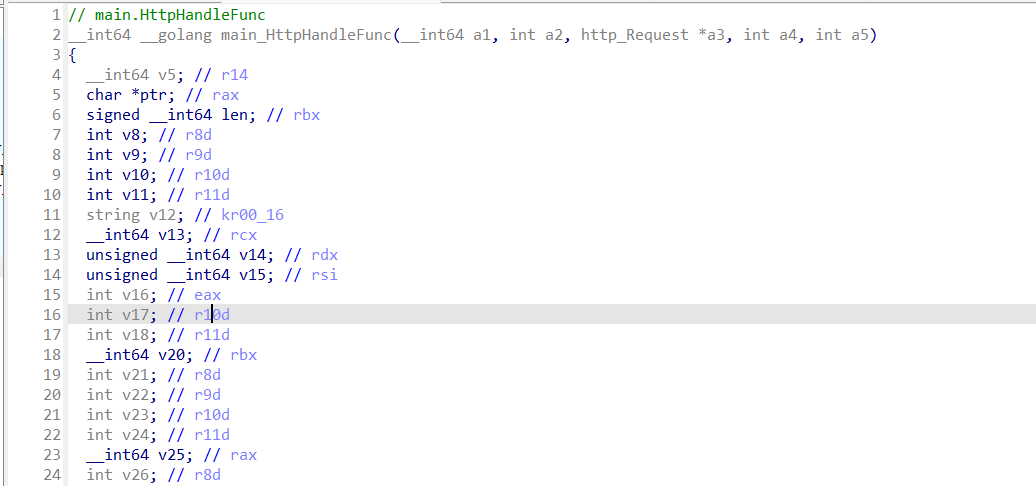 1 // main.HttpHandleFunc
2 __int64 __golang main_HttpHandleFunc(__int64 a1, int a2, http_Request *a3, int a4, int a5)
3 {
4 __int64 v5; // r14
5 char *ptr; // rax
6 signed __int64 len; // rbx
7 int v8; // r8d
8 int v9; // r9d
9 int v10; // r10d
10 int v11; // r11d
11 string v12; // kr00_16
12 __int64 v13; // rcx
13 unsigned __int64 v14; // rdx
14 unsigned __int64 v15; // rsi
15 int v16; // eax
16 int v17; // r10d
17 int v18; // r11d
18 __int64 v20; // rbx
19 int v21; // r8d
20 int v22; // r9d
21 int v23; // r10d
22 int v24; // r11d
23 __int64 v25; // rax
24 int v26; // r8d